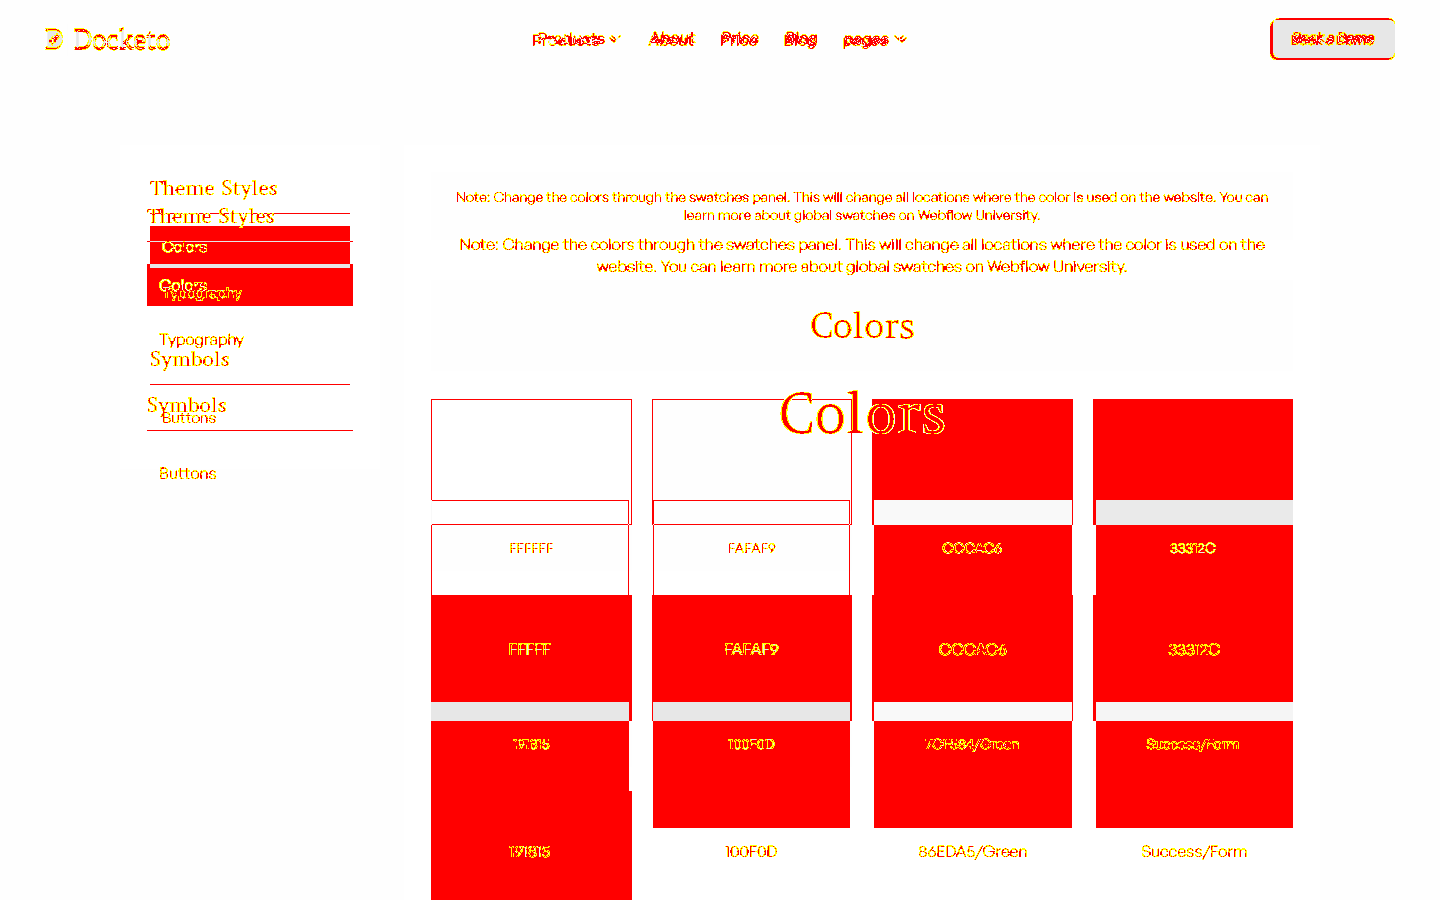 Docketo
Products About Price Blog pages Book a Demo
Theme Styles
Theme Styles
Colors
Colors
Typography
Typography
Symbols
Symbols
Buttons
Buttons
Note: Change the colors through the swatches panel. This will change all locations where the color is used on the website. You can
learn more about global swatches on Webflow University.
Note: Change the colors through the swatches panel. This will change all locations where the color is used on the
website. You can learn more about global swatches on Webflow University.
Colors
Colors
FFFFFF FAFAF9 CCCAC6 33312C
FFFFF FAFAF9 CCCAC6 33312C
191815 100F0D Success/Form
191815 100F0D 86EDA5/Green Success/Form